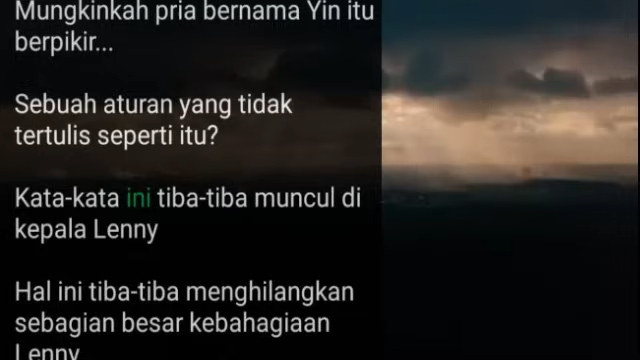 Mungkinkah pria bernama Yin itu
berpikir...
Sebuah aturan yang tidak
tertulis seperti itu?
Kata-kata ini tiba-tiba muncul di
kepala Lenny
Hal ini tiba-tiba menghilangkan
sebagian besar kebahagiaan
Lenny